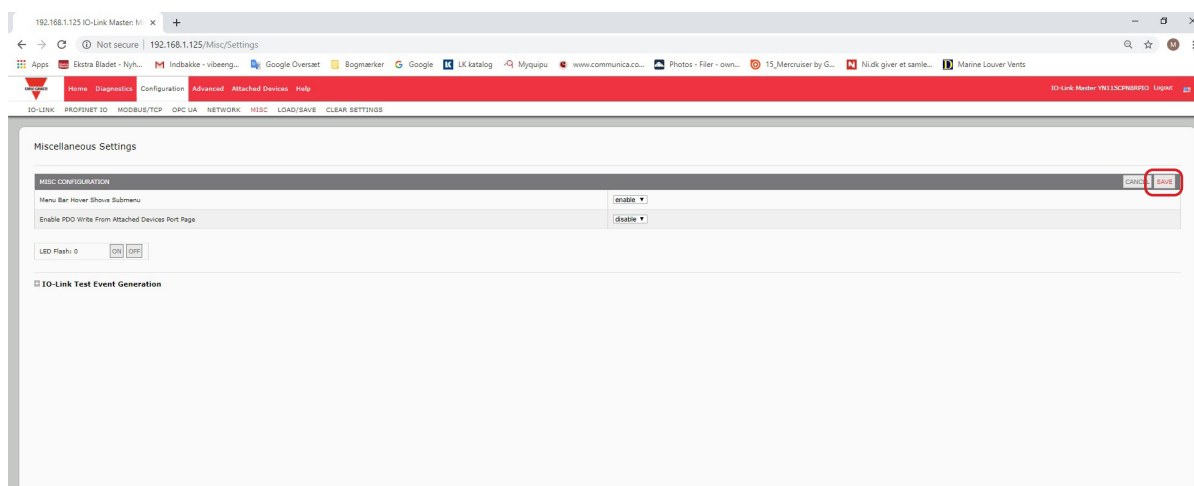 192.168.1.125 IO-Link Master: M
Not secure | 192.168.1.125/Misc/Settings
Apps Ekstra Bladet - Nyh... Indbakke - vibeeng... Google Oversæt Bogmærker Google LK katalog Myquipu www.communica.co... Photos - Filer - own... 15_Mercruiser by G... Ni.dk giver et samle... Marine Louver Vents
Home Diagnostics Configuration Advanced Attached Devices Help IO-Link Master YN115CPN8RPIO Logout
IO-LINK PROFINET IO MODBUS/TCP OPC UA NETWORK MISC LOAD/SAVE CLEAR SETTINGS
Miscellaneous Settings
MISC CONFIGURATION CANCEL SAVE
Menu Bar Hover Shows Submenu enable
Enable PDO Write From Attached Devices Port Page disable
LED Flash: 0 ON OFF
IO-Link Test Event Generation